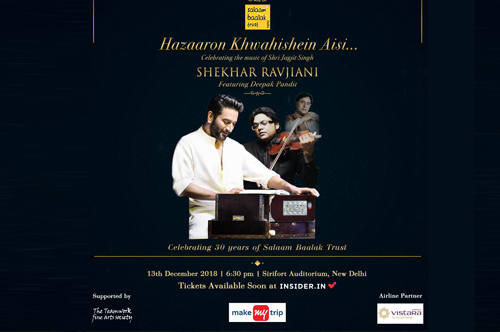 salaam
baalak
trust
Hazaaron Khwahishein Aisi...
Celebrating the music of Shri Jagjit Singh
SHEKHAR RAVJIANI
Featuring Deepak Pandit
Celebrating 30 years of Salaam Baalak Trust
13th December 2018 | 6:30 pm | Sirifort Auditorium, New Delhi
Tickets Available Soon at INSIDER.IN
Supported by
Airline Partner
The Teamwork
fine arts society
make my trip
vistara